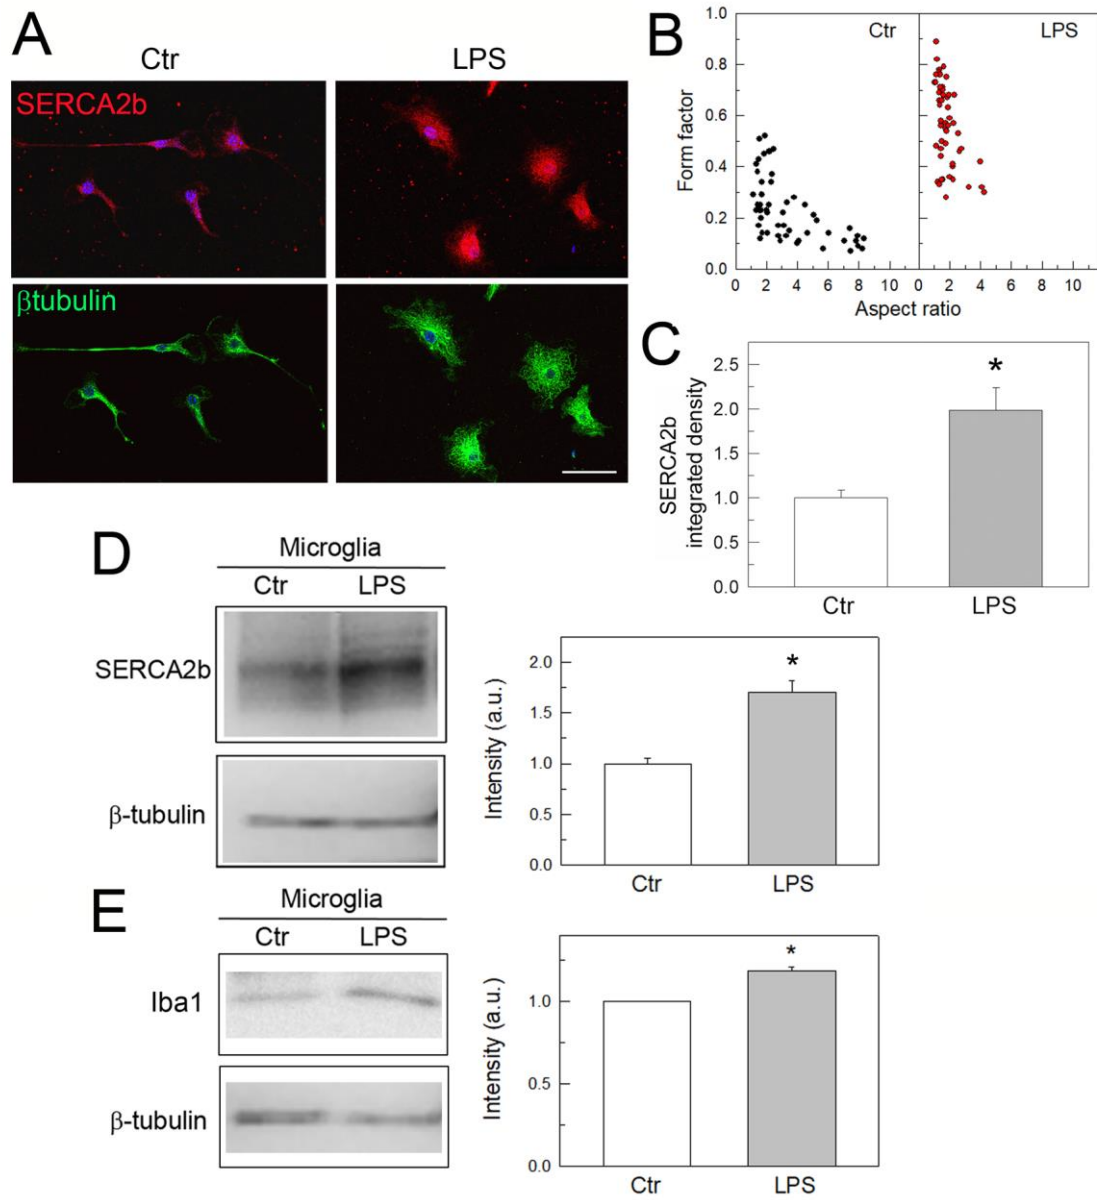 A
Ctr
LPS
SERCA2b
βtubulin
B
Ctr
LPS
Form factor
1.0
0.8
0.6
0.4
0.2
0.0
0 2 4 6 8 10 0 2 4 6 8 10
Aspect ratio
C
SERCA2b
integrated density
2.5
2.0
2.5
1.0
0.5
0.0
*
Ctr
LPS
D
Microglia
Ctr
LPS
SERCA2b
β-tubulin
Intensity (a.u.)
2.0
1.5
1.0
0.5
0.0
*
Ctr
LPS
E
Microglia
Ctr
LPS
Iba1
β-tubulin
Intensity (a.u.)
1.0
1.0
0.0
*
Ctr
LPS